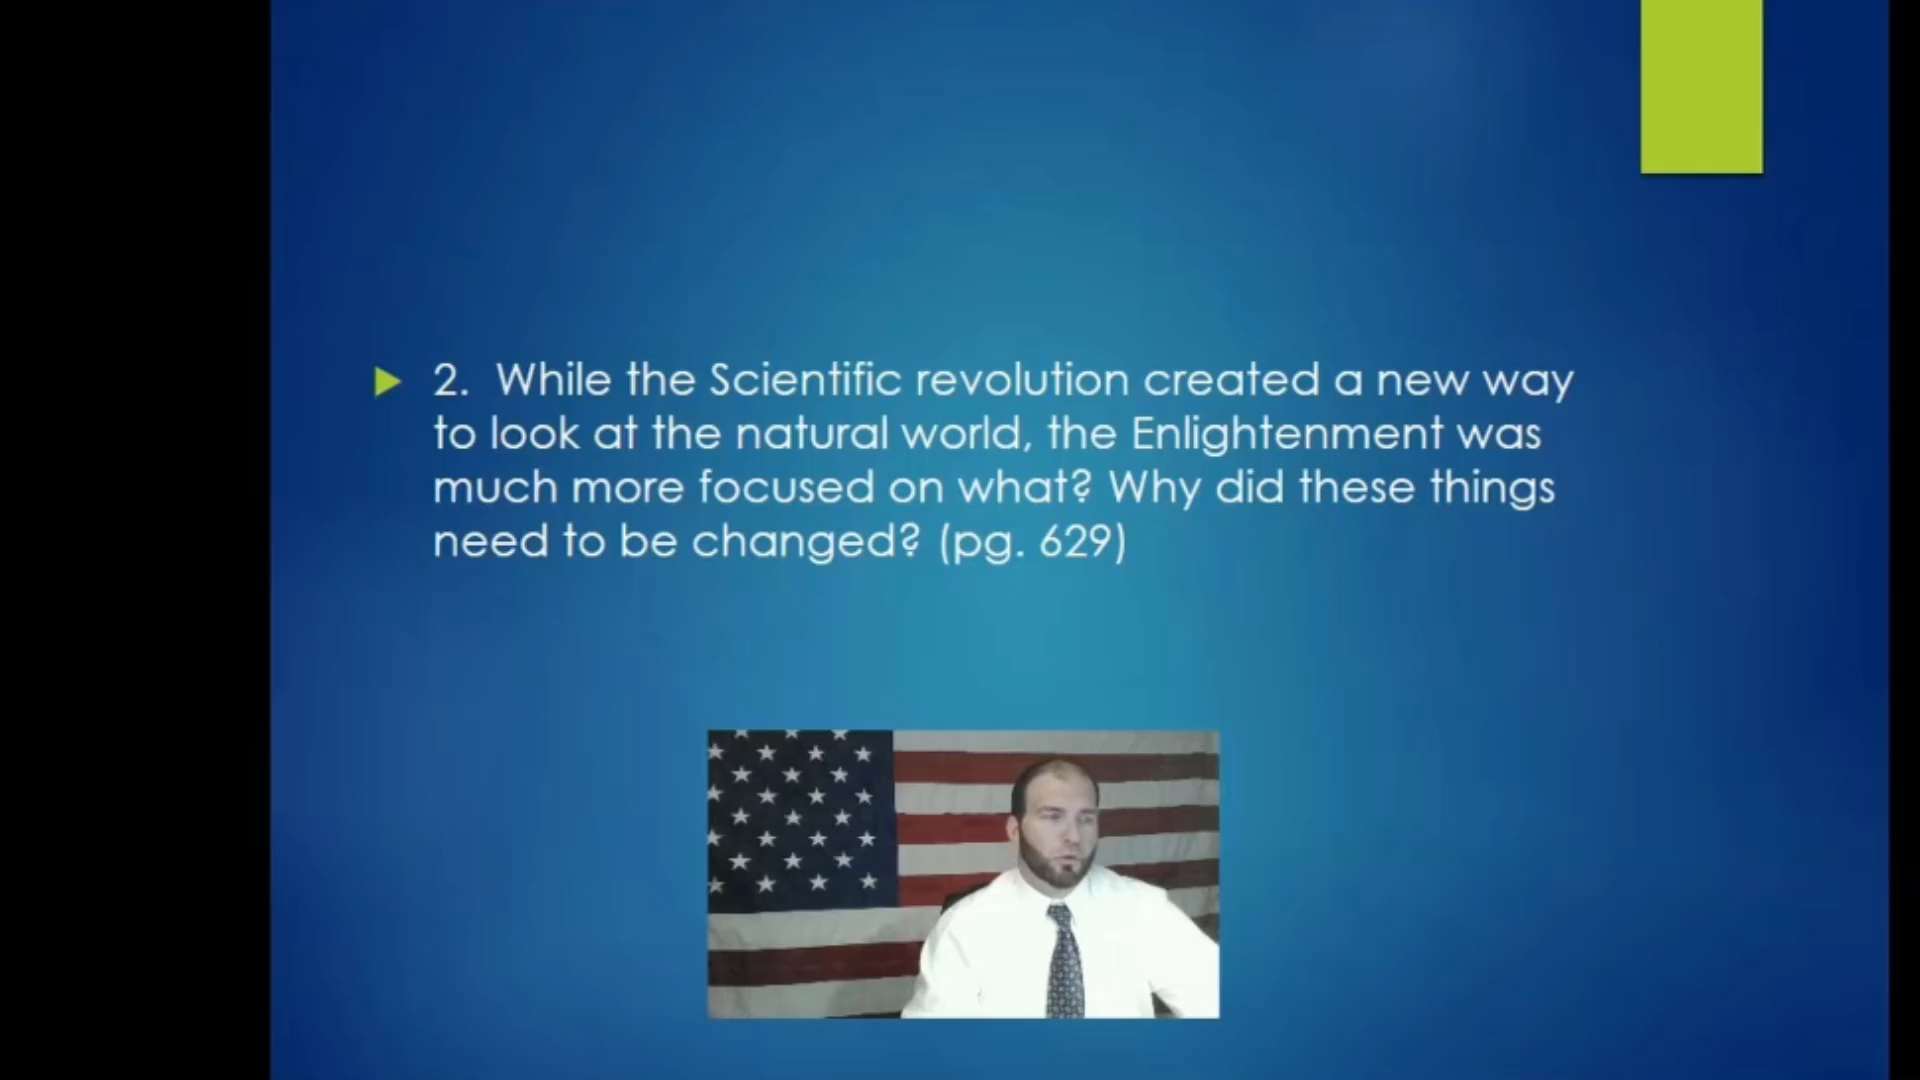 2. While the Scientific revolution created a new way
to look at the natural world, the Enlightenment was
much more focused on what? Why did these things
need to be changed? (pg. 629)